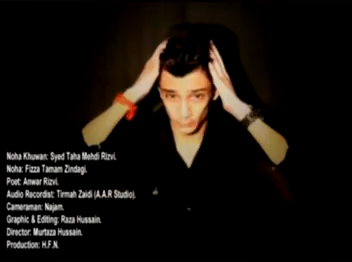 Noha Khuwan: Syed Taha Mehdi Rizvi.
Noha: Fizza Tamam Zindagi.
Poet: Anwar Rizvi.
Audio Recordist: Tirmah Zaidi (A.A.R Studio).
Cameraman: Najam.
Graphic & Editing: Raza Hussain.
Director: Murtaza Hussain.
Production: H.F.N.